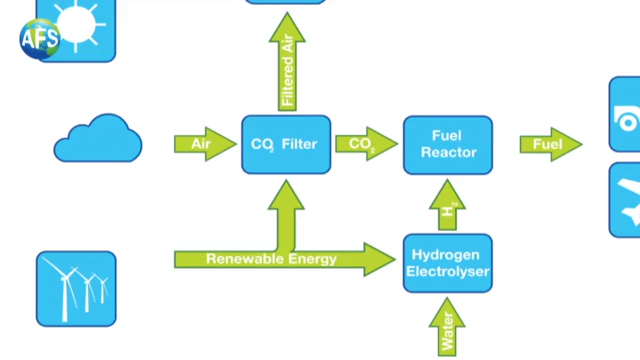 AFS
Filtered Air
Air
CO2 Filter
CO2
Fuel
Reactor
Fuel
H2
Renewable Energy
Hydrogen
Electrolyser
Water